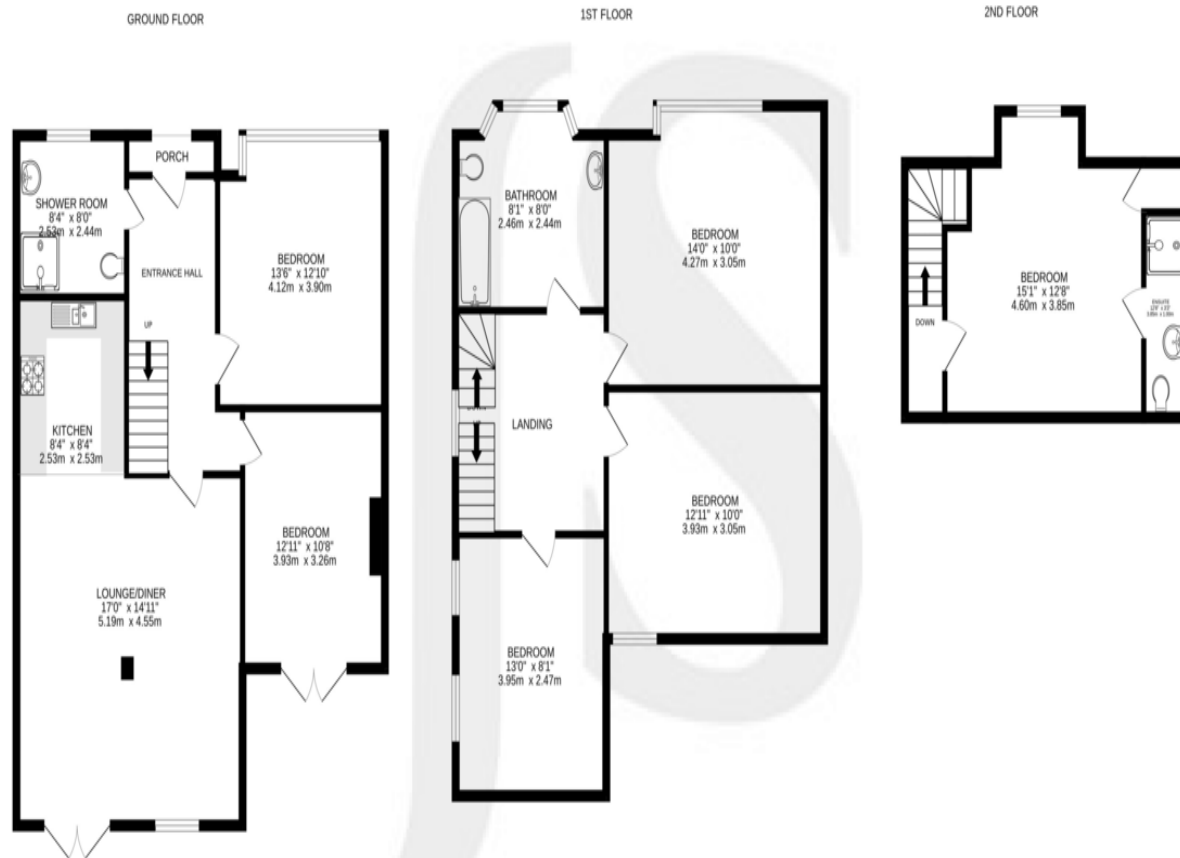 GROUND FLOOR
PORCH
SHOWER ROOM
8'4" x 8'0"
2.53m x 2.44m
ENTRANCE HALL
BEDROOM
13'6" x 12'10"
4.12m x 3.90m
UP
KITCHEN
8'4" x 8'4"
2.53m x 2.53m
BEDROOM
12'11" x 10'8"
3.93m x 3.26m
LOUNGE/DINER
17'0" x 14'11"
5.19m x 4.55m
1ST FLOOR
BATHROOM
8'1" x 8'0"
2.46m x 2.44m
BEDROOM
14'0" x 10'0"
4.27m x 3.05m
LANDING
BEDROOM
12'11" x 10'0"
3.93m x 3.05m
BEDROOM
13'0" x 8'1"
3.95m x 2.47m
2ND FLOOR
BEDROOM
15'1" x 12'8"
4.60m x 3.85m
DOWN
ENSUITE